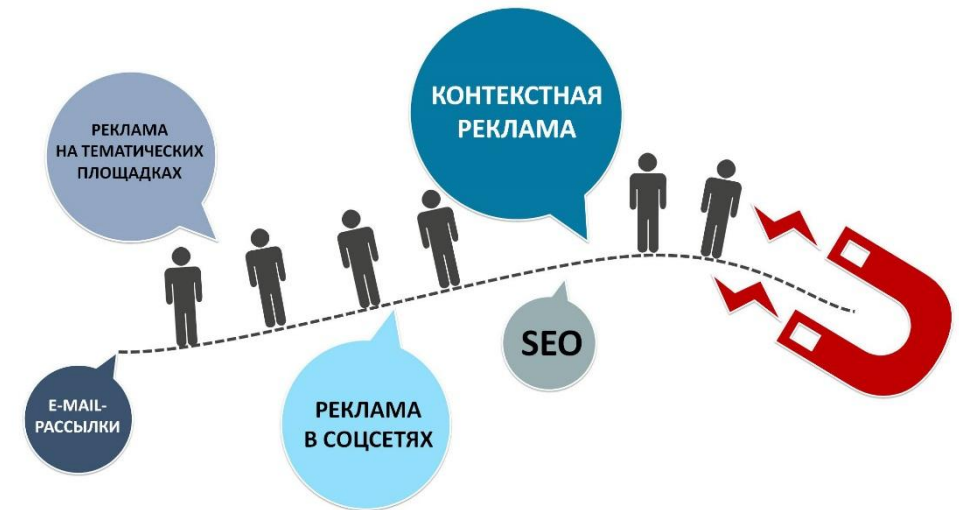 КОНТЕКСТНАЯ
РЕКЛАМА
РЕКЛАМА
НА ТЕМАТИЧЕСКИХ
ПЛОЩАДКАХ
SEO
E-MAIL-
РАССЫЛКИ
РЕКЛАМА
В СОЦСЕТЯХ